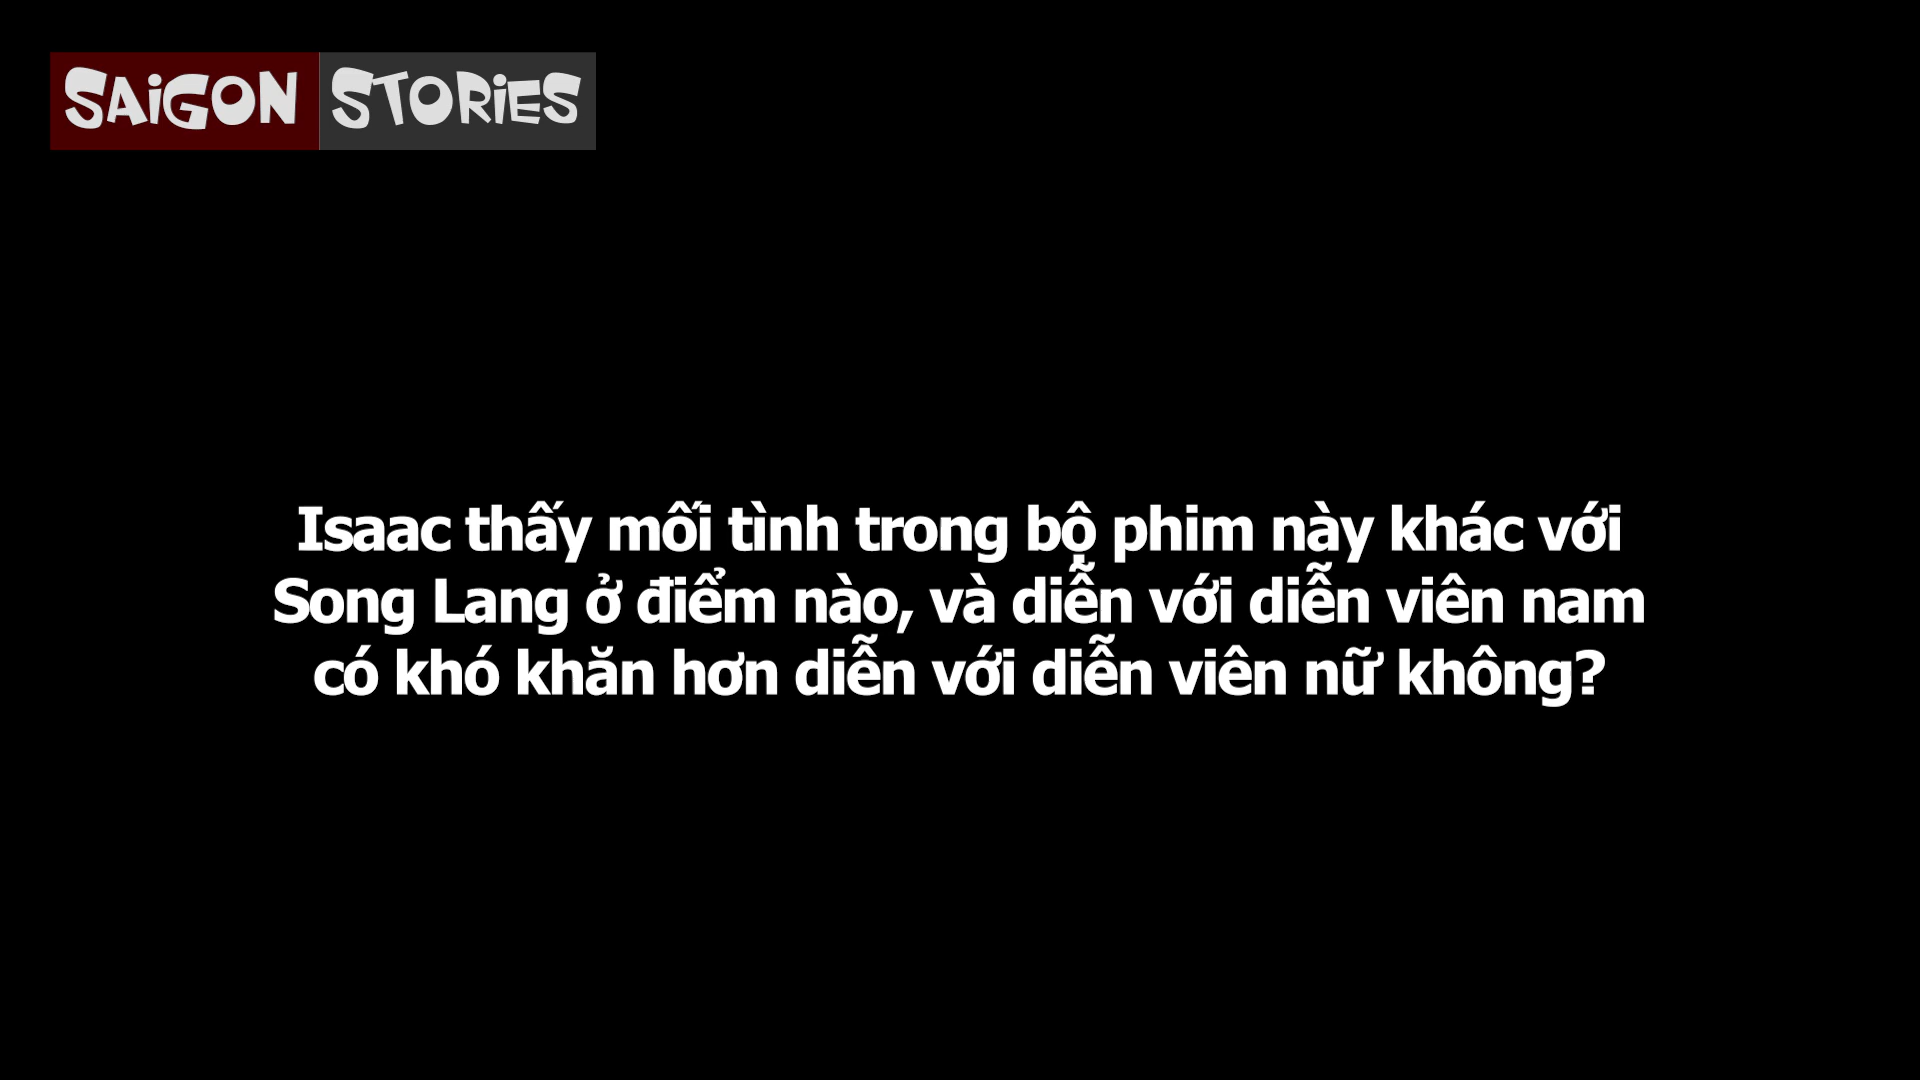 SAiGON STORiES
Isaac thấy mối tình trong bộ phim này khác với
Song Lang ở điểm nào, và diễn với diễn viên nam
có khó khăn hơn diễn với diễn viên nữ không?